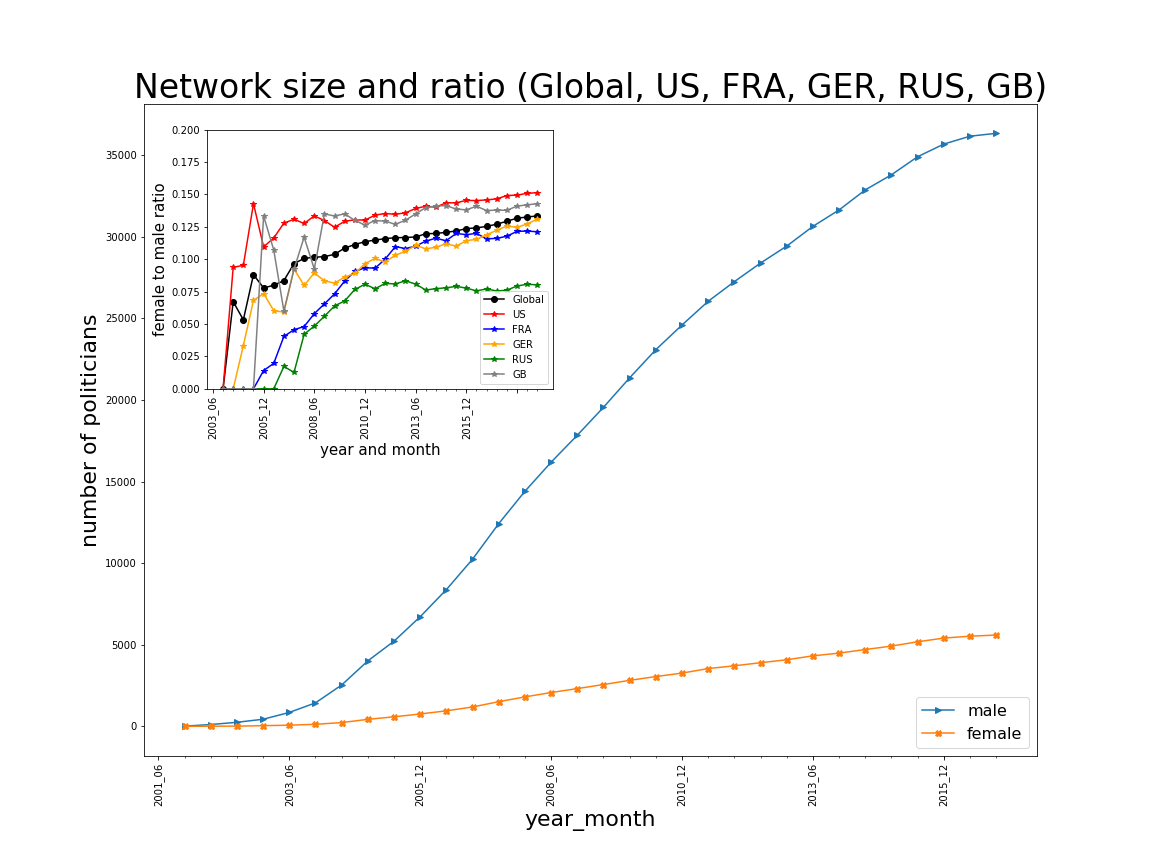 Network size and ratio (Global, US, FRA, GER, RUS, GB)
number of politicians
35000
30000
25000
20000
15000
10000
5000
0
female to male ratio
0.200
0.175
0.150
0.125
0.100
0.075
0.050
0.025
0.000
Global
US
FRA
GER
RUS
GB
2003_06
2005_12
2008_06
2010_12
2013_06
2015_12
year and month
male
female
2001_06
2003_06
2005_12
2008_06
2010_12
2013_06
2015_12
year_month